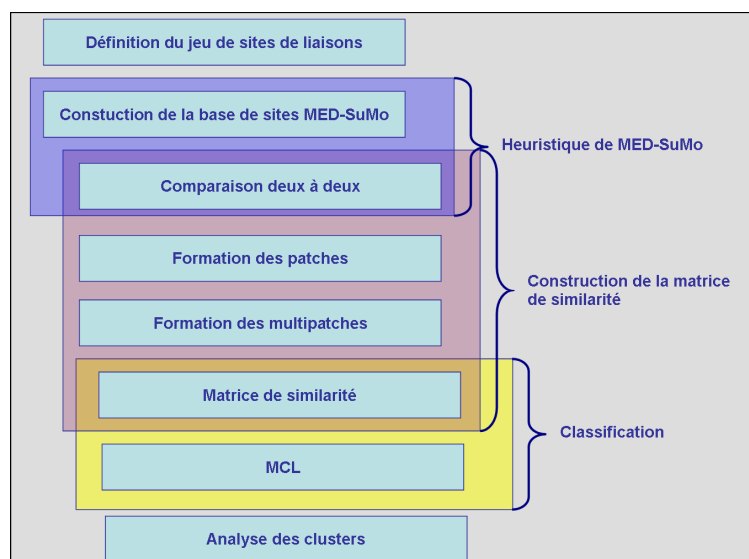 Définition du jeu de sites de liaisons
Constuction de la base de sites MED-SuMo
Heuristique de MED-SuMo
Comparaison deux à deux
Formation des patches
Construction de la matrice
de similarité
Formation des multipatches
Matrice de similarité
Classification
MCL
Analyse des clusters